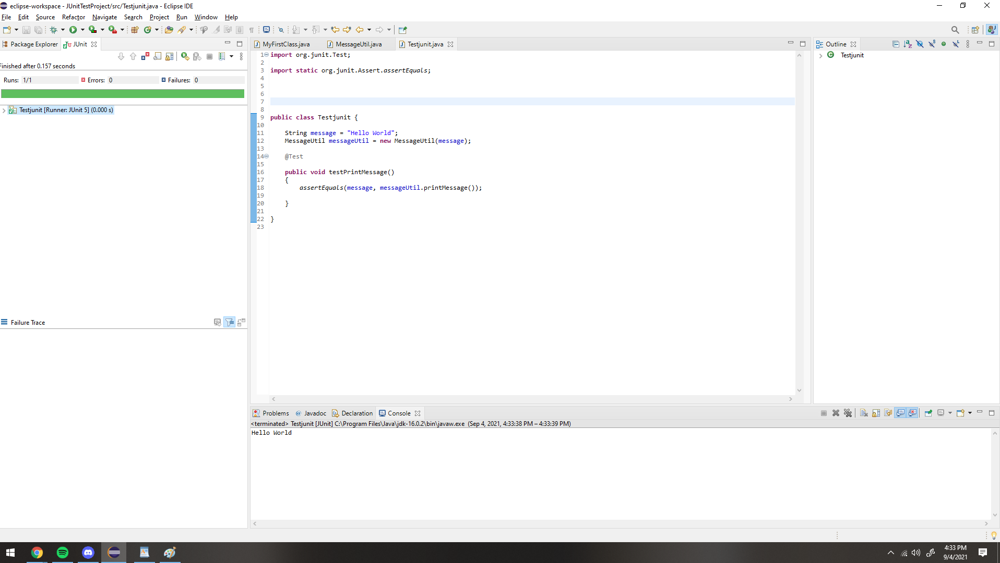 eclipse-workspace - JUnitTestProject/src/Testjunit.java - Eclipse IDE
File Edit Source Refactor Navigate Search Project Run Window Help
Package Explorer JUnit
MyFirstClass.java MessageUtil.java Testjunit.java
Outline
Testjunit
Finished after 0.157 seconds
Runs: 1/1 Errors: 0 Failures: 0
Testjunit [Runner: JUnit 5] (0.000 s)
Failure Trace
1 import org.junit.Test;
2
3 import static org.junit.Assert.assertEquals;
4
5
6
7
8
9 public class Testjunit {
10
11 String message = "Hello World";
12 MessageUtil messageUtil = new MessageUtil(message);
13
14 @Test
15
16 public void testPrintMessage()
17 {
18 assertEquals(message, messageUtil.printMessage());
19
20 }
21
22 }
23
Problems Javadoc Declaration Console
<terminated> Testjunit [JUnit] C:\Program Files\Java\jdk-16.0.2\bin\javaw.exe (Sep 4, 2021, 4:33:38 PM – 4:33:39 PM)
Hello World
4:33 PM
9/4/2021